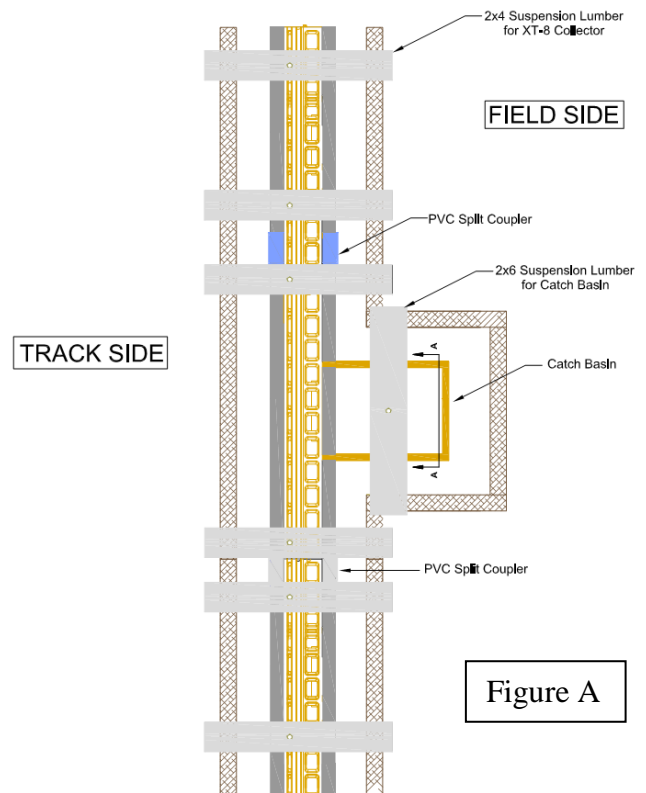 2x4 Suspension Lumber
for XT-8 Collector
FIELD SIDE
PVC Split Coupler
2x6 Suspension Lumber
for Catch Basin
TRACK SIDE
A
Catch Basin
A
PVC Split Coupler
Figure A